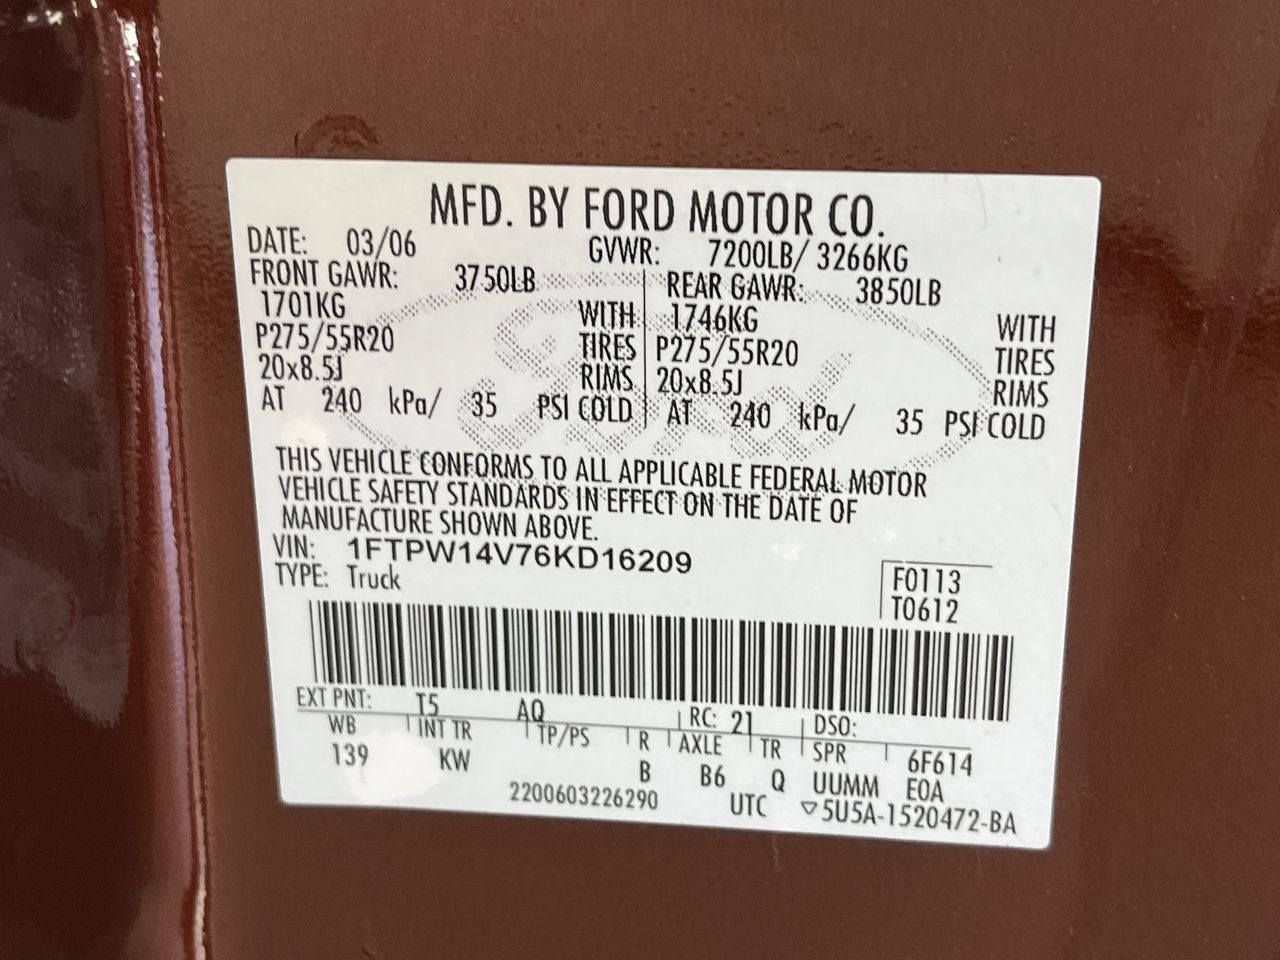 MFD. BY FORD MOTOR CO.
DATE: 03/06 GVWR: 7200LB/ 3266KG
FRONT GAWR: 3750LB REAR GAWR: 3850LB
1701KG WITH 1746KG WITH
P275/55R20 TIRES P275/55R20 TIRES
20x8.5J RIMS 20x8.5J RIMS
AT 240 kPa/ 35 PSI COLD AT 240 kPa/ 35 PSI COLD
THIS VEHICLE CONFORMS TO ALL APPLICABLE FEDERAL MOTOR
VEHICLE SAFETY STANDARDS IN EFFECT ON THE DATE OF
MANUFACTURE SHOWN ABOVE.
VIN: 1FTPW14V76KD16209
TYPE: Truck
F0113
T0612
EXT PNT: T5 AQ RC: 21 DSO:
WB INT TR TP/PS R AXLE TR SPR 6F614
139 KW B B6 Q UUMM EOA
2200603226290 UTC ▽5U5A-1520472-BA
Ford